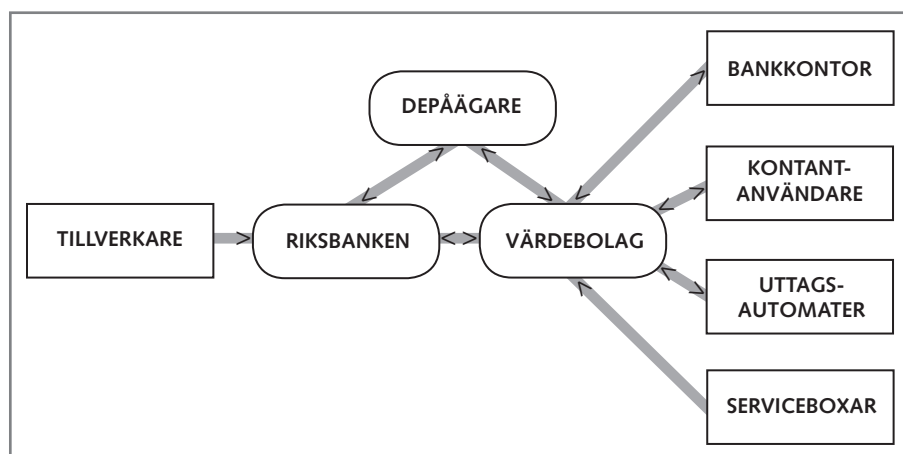 BANKKONTOR
DEPÅÄGARE
KONTANT-
ANVÄNDARE
TILLVERKARE
RIKSBANKEN
VÄRDEBOLAG
UTTAGS-
AUTOMATER
SERVICEBOXAR